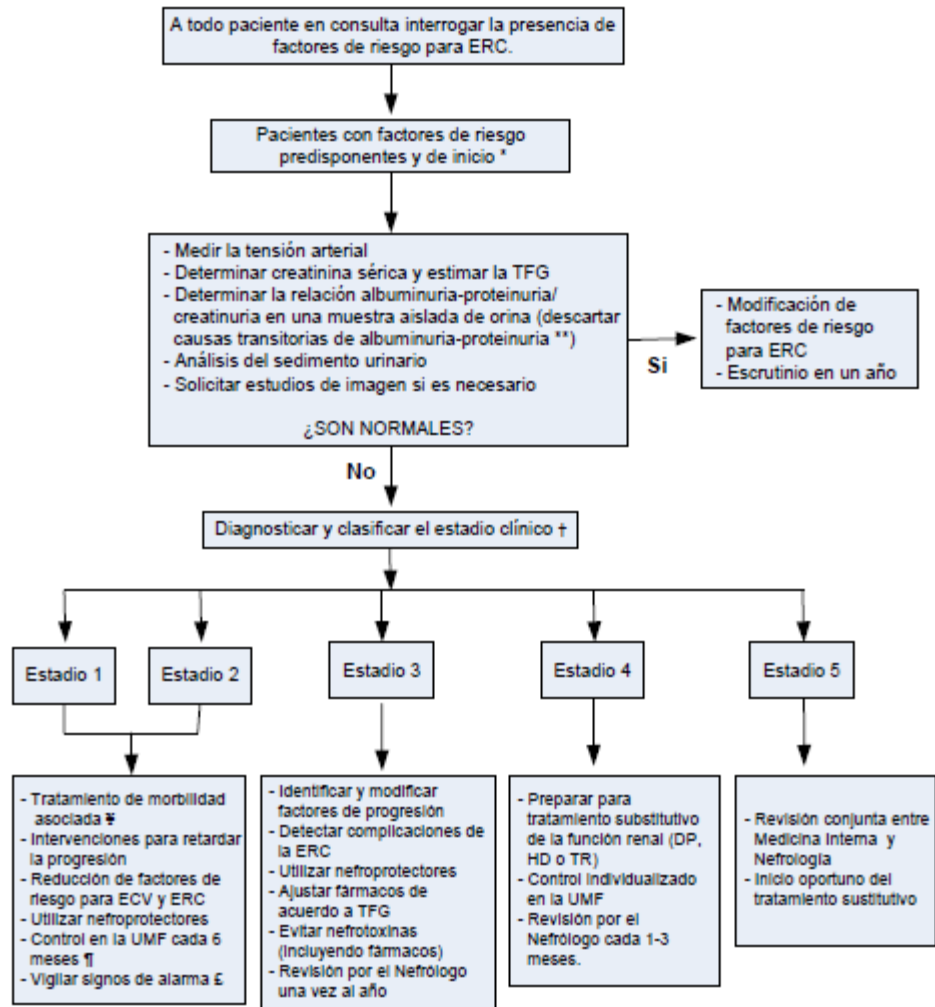 A todo paciente en consulta interrogar la presencia de
factores de riesgo para ERC.
Pacientes con factores de riesgo
predisponentes y de inicio *
- Medir la tensión arterial
- Determinar creatinina sérica y estimar la TFG
- Determinar la relación albuminuria-proteinuria/
creatinuria en una muestra aislada de orina (descartar
causas transitorias de albuminuria-proteinuria **)
- Análisis del sedimento urinario
- Solicitar estudios de imagen si es necesario
¿SON NORMALES?
Si
- Modificación de
factores de riesgo
para ERC
- Escrutinio en un año
No
Diagnosticar y clasificar el estadio clínico †
Estadio 1
Estadio 2
Estadio 3
Estadio 4
Estadio 5
- Tratamiento de morbilidad
asociada ¥
- Intervenciones para retardar
la progresión
- Reducción de factores de
riesgo para ECV y ERC
- Utilizar nefroprotectores
- Control en la UMF cada 6
meses ¶
- Vigilar signos de alarma £
- Identificar y modificar
factores de progresión
- Detectar complicaciones de
la ERC
- Utilizar nefroprotectores
- Ajustar fármacos de
acuerdo a TFG
- Evitar nefrotoxinas
(incluyendo fármacos)
- Revisión por el Nefrólogo
una vez al año
- Preparar para
tratamiento substitutivo
de la función renal (DP,
HD o TR)
- Control individualizado
en la UMF
- Revisión por el
Nefrólogo cada 1-3
meses.
- Revisión conjunta entre
Medicina Interna y
Nefrología
- Inicio oportuno del
tratamiento sustitutivo